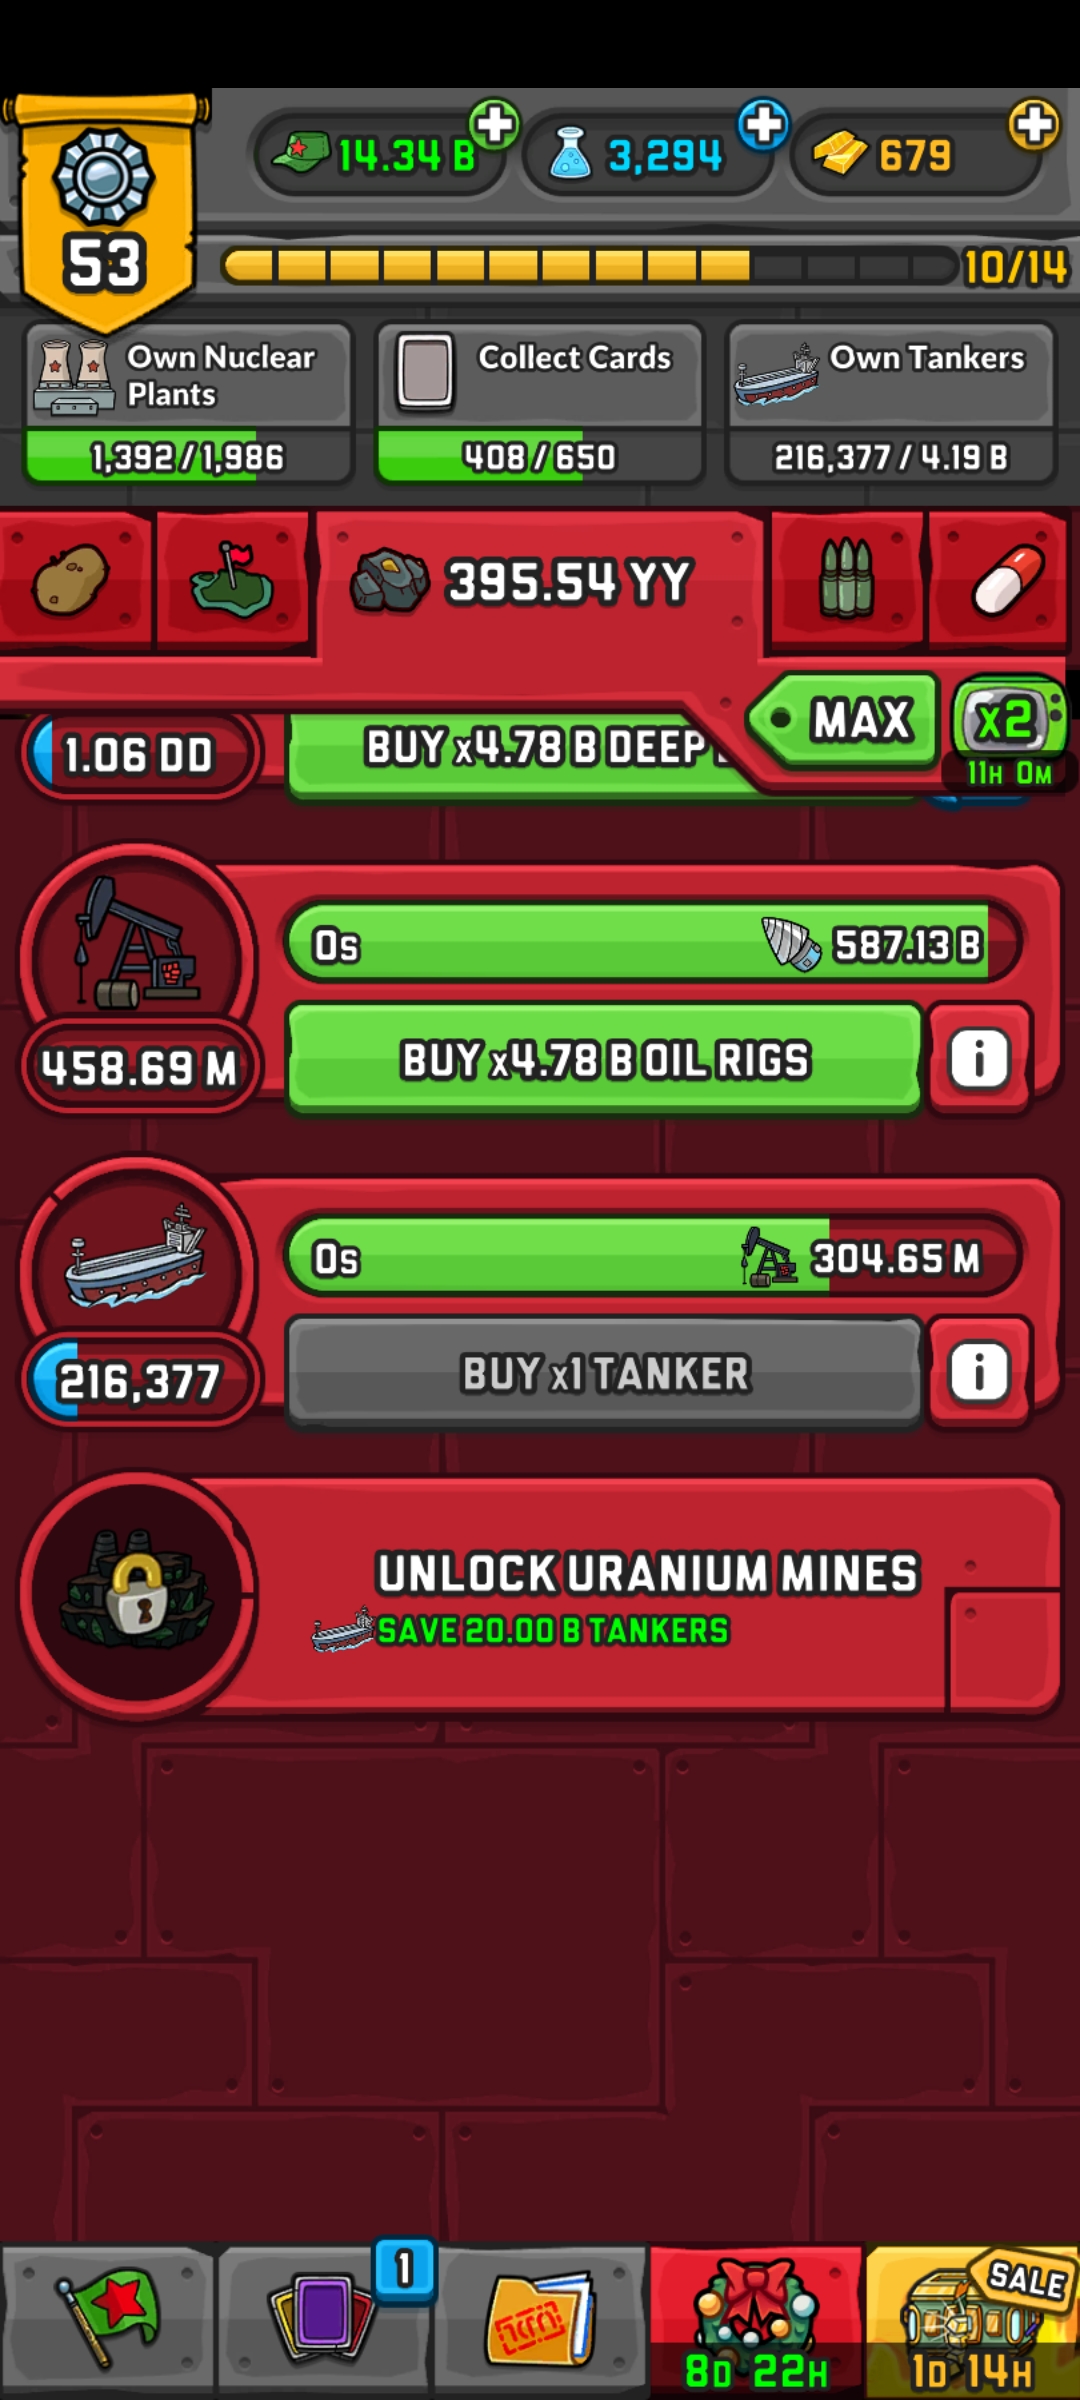 14.34 B
3,294
679
53
10/14
Own Nuclear
Plants
Collect Cards
Own Tankers
1,392/1,986
408/650
216,377/4.19 B
395.54 YY
MAX
x2
11H 0M
1.06 DD
BUY x4.78 B DEEP
0s
587.13 B
458.69 M
BUY x4.78 B OIL RIGS
i
0s
304.65 M
216,377
BUY x1 TANKER
i
UNLOCK URANIUM MINES
SAVE 20.00 B TANKERS
1
SALE
8D 22H
1D 14H